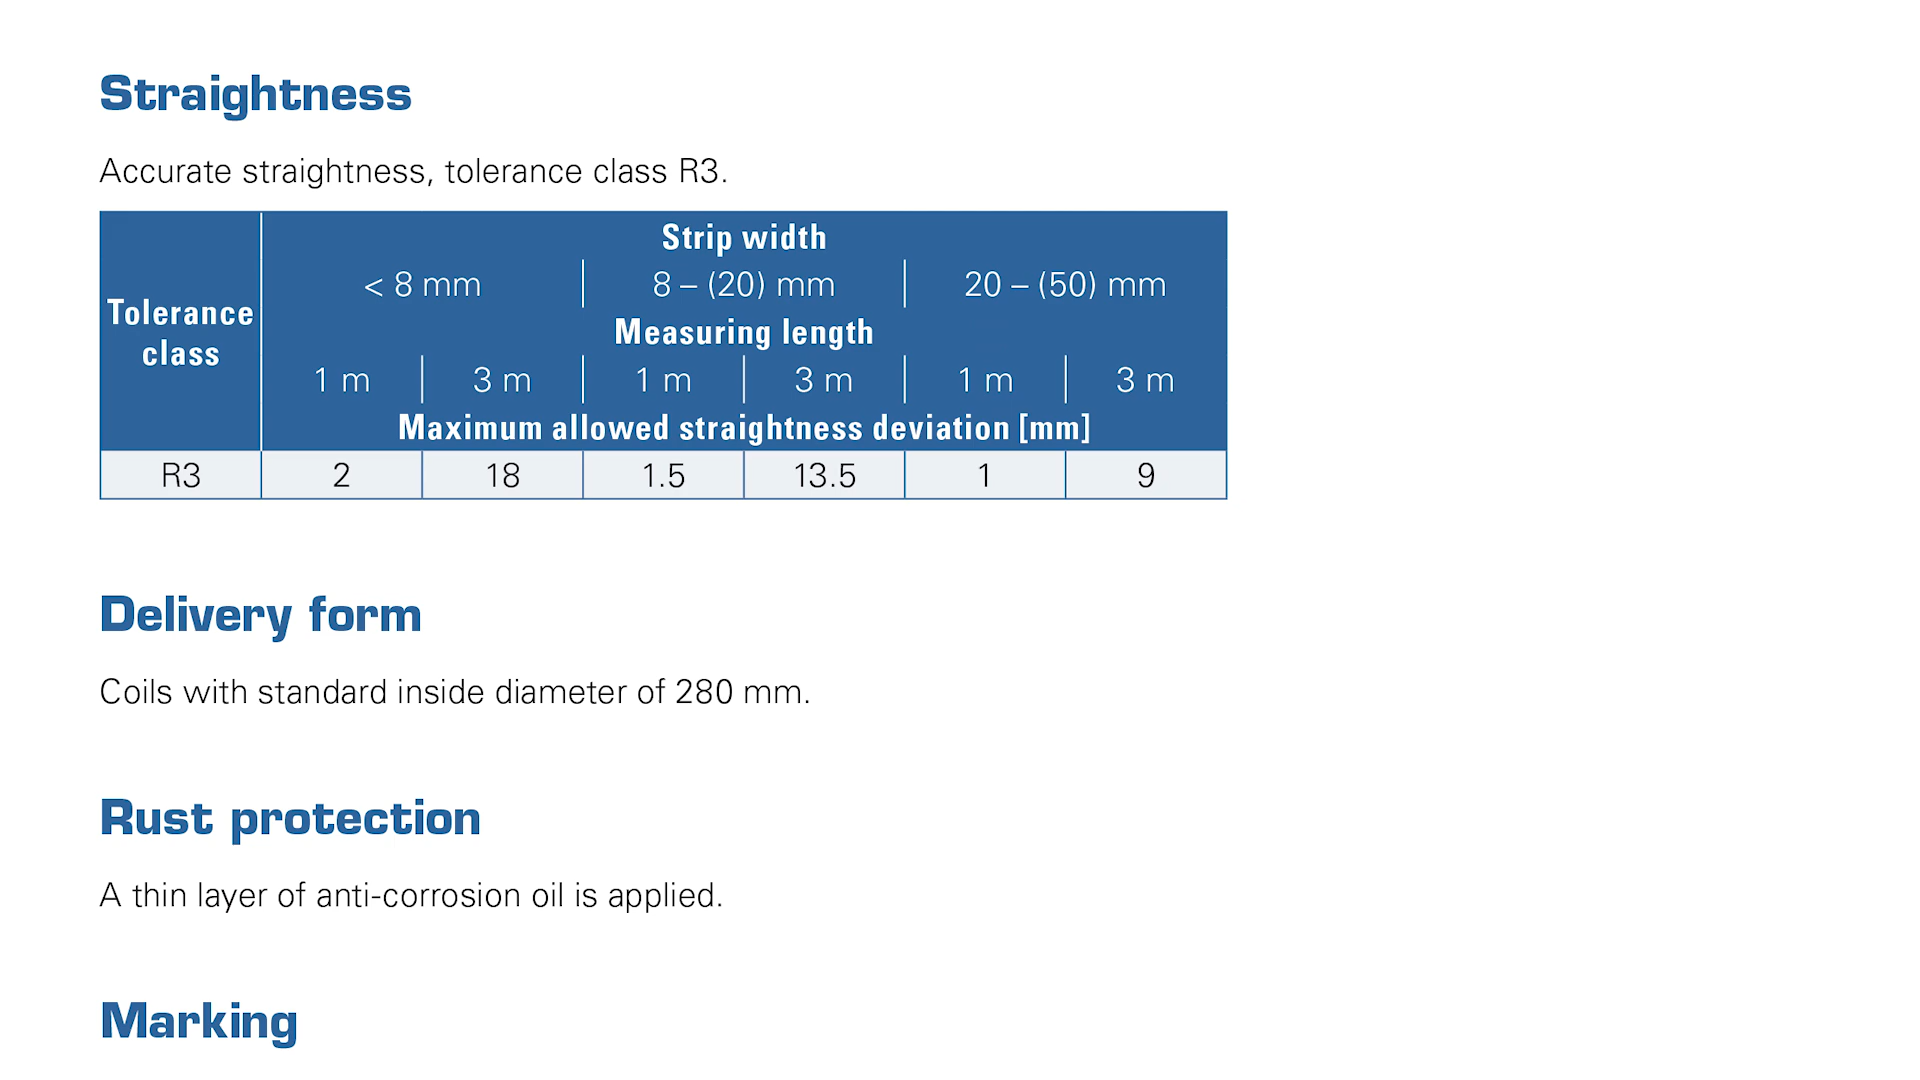 Straightness
Accurate straightness, tolerance class R3.
Tolerance class
Strip width
< 8 mm 8 – (20) mm 20 – (50) mm
Measuring length
1 m 3 m 1 m 3 m 1 m 3 m
Maximum allowed straightness deviation [mm]
R3 2 18 1.5 13.5 1 9
Delivery form
Coils with standard inside diameter of 280 mm.
Rust protection
A thin layer of anti-corrosion oil is applied.
Marking